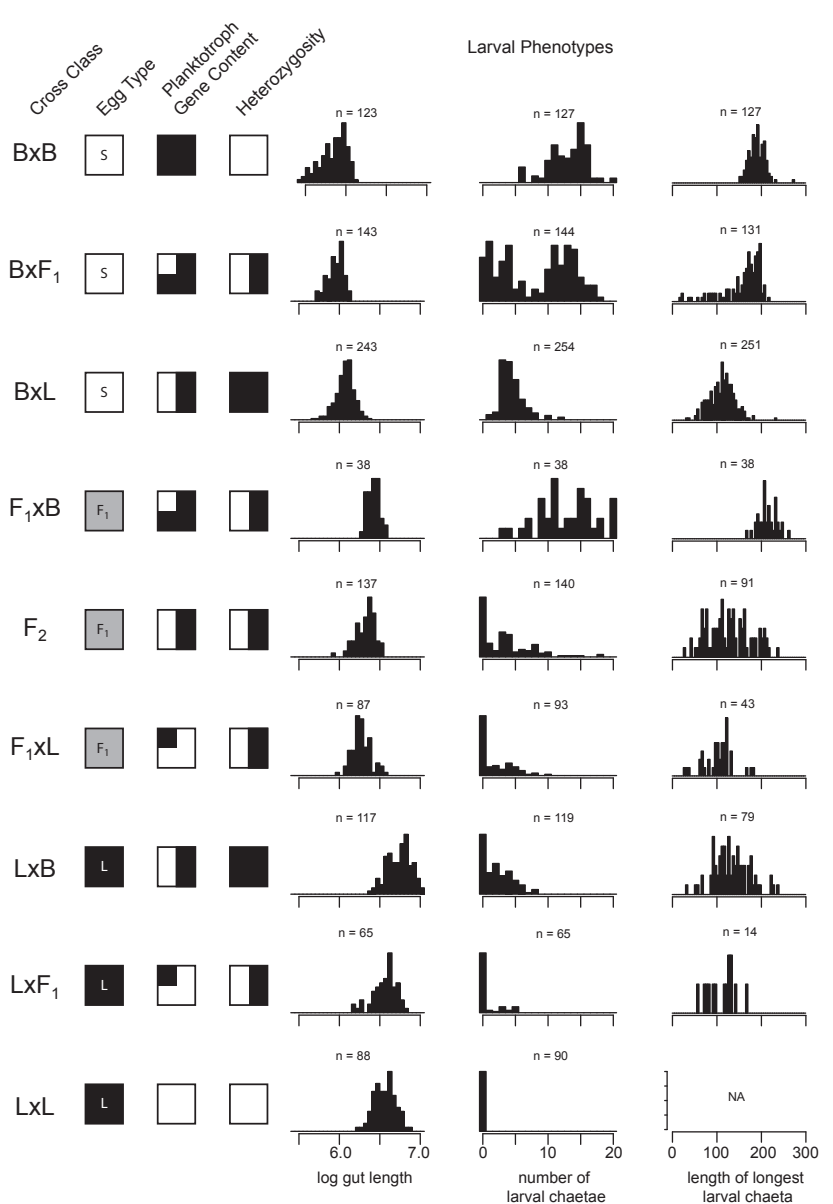 Cross Class
Egg Type
Planktotroph
Gene Content
Heterozygosity
Larval Phenotypes
BxB
S
n = 123
n = 127
n = 127
BxF1
S
n = 143
n = 144
n = 131
BxL
S
n = 243
n = 254
n = 251
F1xB
F1
n = 38
n = 38
n = 38
F2
F1
n = 137
n = 140
n = 91
F1xL
F1
n = 87
n = 93
n = 43
LxB
L
n = 117
n = 119
n = 79
LxF1
L
n = 65
n = 65
n = 14
LxL
L
n = 88
n = 90
NA
6.0 7.0
0 10 20
0 100 200 300
log gut length
number of
larval chaetae
length of longest
larval chaeta